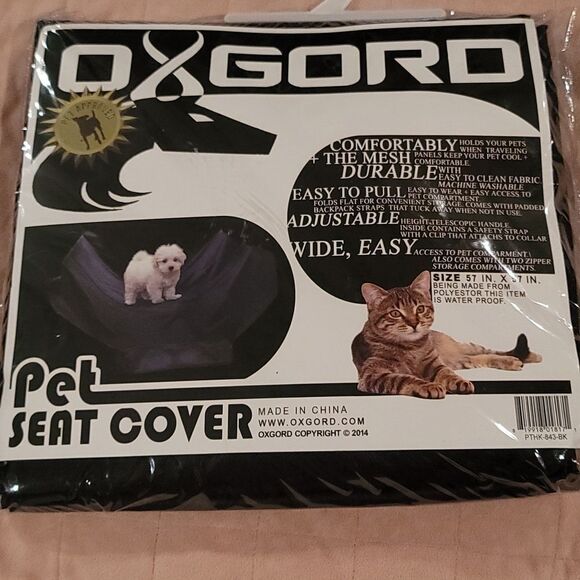 OXGORD
PET APPROVED
COMFORTABLY HOLDS YOUR PETS
WHEN TRAVELING
+ THE MESH PANELS KEEP YOUR PET COOL +
COMFORTABLE.
DURABLE WITH
EASY TO CLEAN FABRIC
MACHINE WASHABLE
EASY TO PULL EASY TO WEAR + EASY ACCESS TO
PET COMPARTMENT
FOLDS FLAT FOR CONVENIENT STORAGE. COMES WITH PADDED
BACKPACK STRAPS THAT TUCK AWAY WHEN NOT IN USE.
ADJUSTABLE HEIGHT,TELESCOPIC HANDLE
INSIDE CONTAINS A SAFETY STRAP
WITH A CLIP THAT ATTACHS TO COLLAR
WIDE, EASY ACCESS TO PET COMPARMENT.
ALSO COMES WITH TWO ZIPPER
STORAGE COMPARTMENTS.
SIZE 57 IN. X 57 IN.
BEING MADE FROM
POLYESTOR THIS ITEM
IS WATER PROOF.
Pet
SEAT COVER
MADE IN CHINA
WWW.OXGORD.COM
OXGORD COPYRIGHT © 2014
PTHK-843-BK